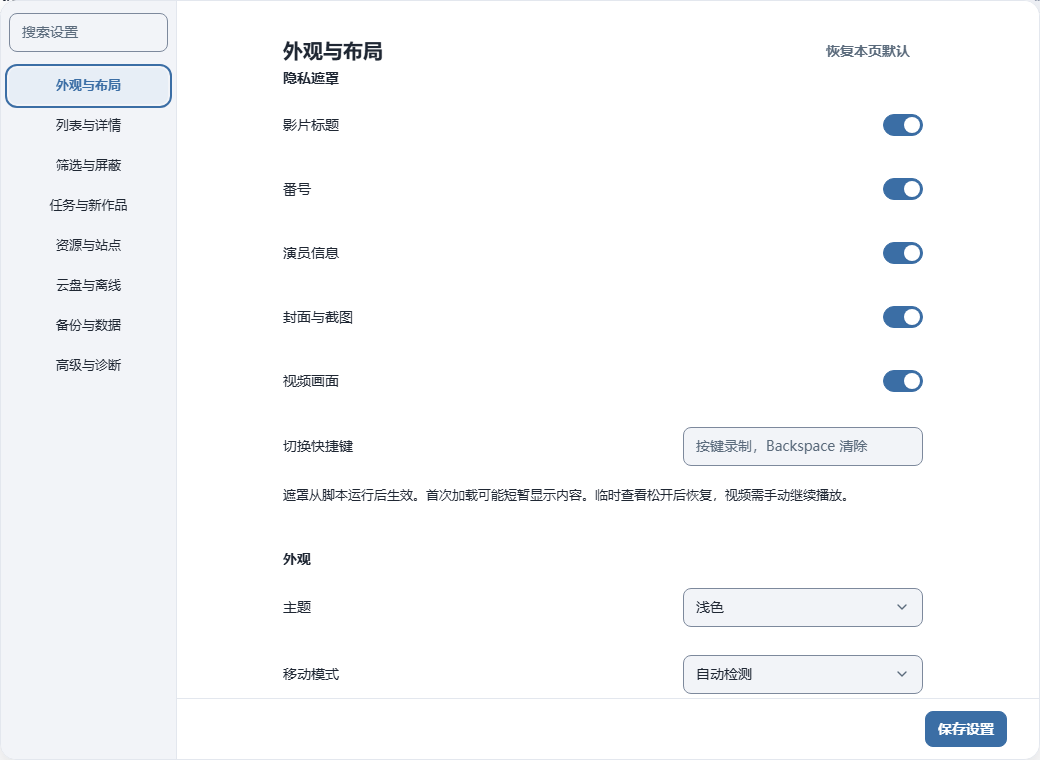 搜索设置
外观与布局
列表与详情
筛选与屏蔽
任务与新作品
资源与站点
云盘与离线
备份与数据
高级与诊断
外观与布局
恢复本页默认
隐私遮罩
影片标题
番号
演员信息
封面与截图
视频画面
切换快捷键
按键录制，Backspace 清除
遮罩从脚本运行后生效。首次加载可能短暂显示内容。临时查看松开后恢复，视频需手动继续播放。
外观
主题
浅色
移动模式
自动检测
保存设置